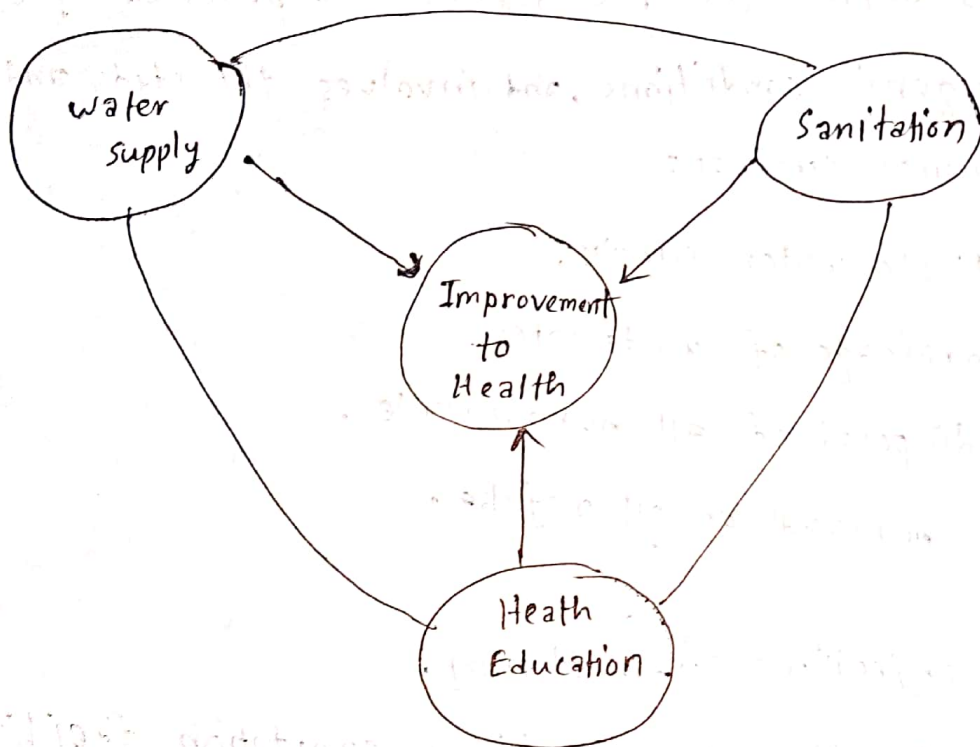 water
supply
Sanitation
Improvement
to
Health
Heath
Education